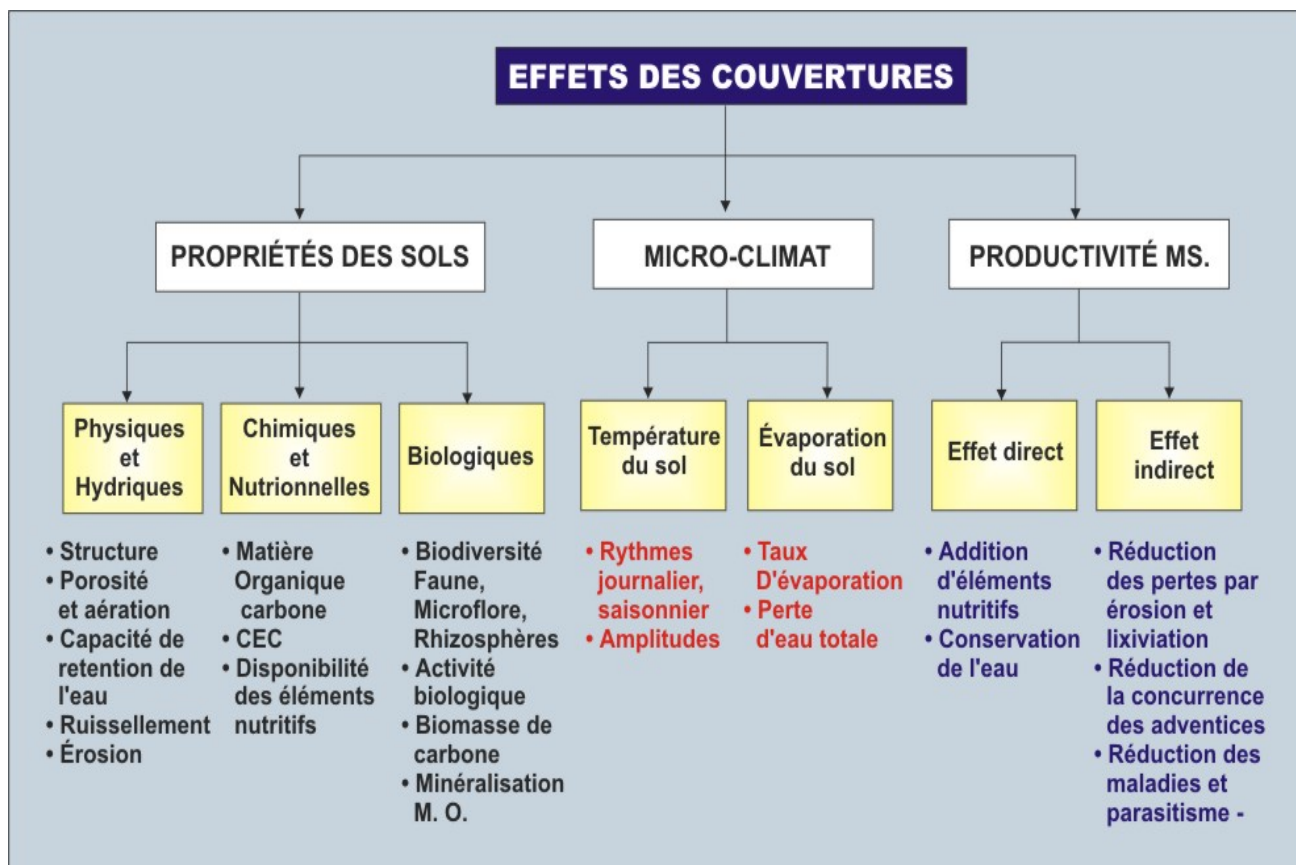 EFFETS DES COUVERTURES
PROPRIÉTÉS DES SOLS
MICRO-CLIMAT
PRODUCTIVITÉ MS.
Physiques
et
Hydriques
Chimiques
et
Nutrionnelles
Biologiques
Température
du sol
Évaporation
du sol
Effet direct
Effet
indirect
• Structure
• Porosité
et aération
• Capacité de
retention de
l'eau
• Ruissellement
• Érosion
• Matière
Organique
carbone
• CEC
• Disponibilité
des éléments
nutritifs
• Biodiversité
Faune,
Microflore,
Rhizosphères
• Activité
biologique
• Biomasse de
carbone
• Minéralisation
M. O.
• Rythmes
journalier,
saisonnier
• Amplitudes
• Taux
D'évaporation
• Perte
d'eau totale
• Addition
d'éléments
nutritifs
• Conservation
de l'eau
• Réduction
des pertes par
érosion et
lixiviation
• Réduction de
la concurrence
des adventices
• Réduction des
maladies et
parasitisme -